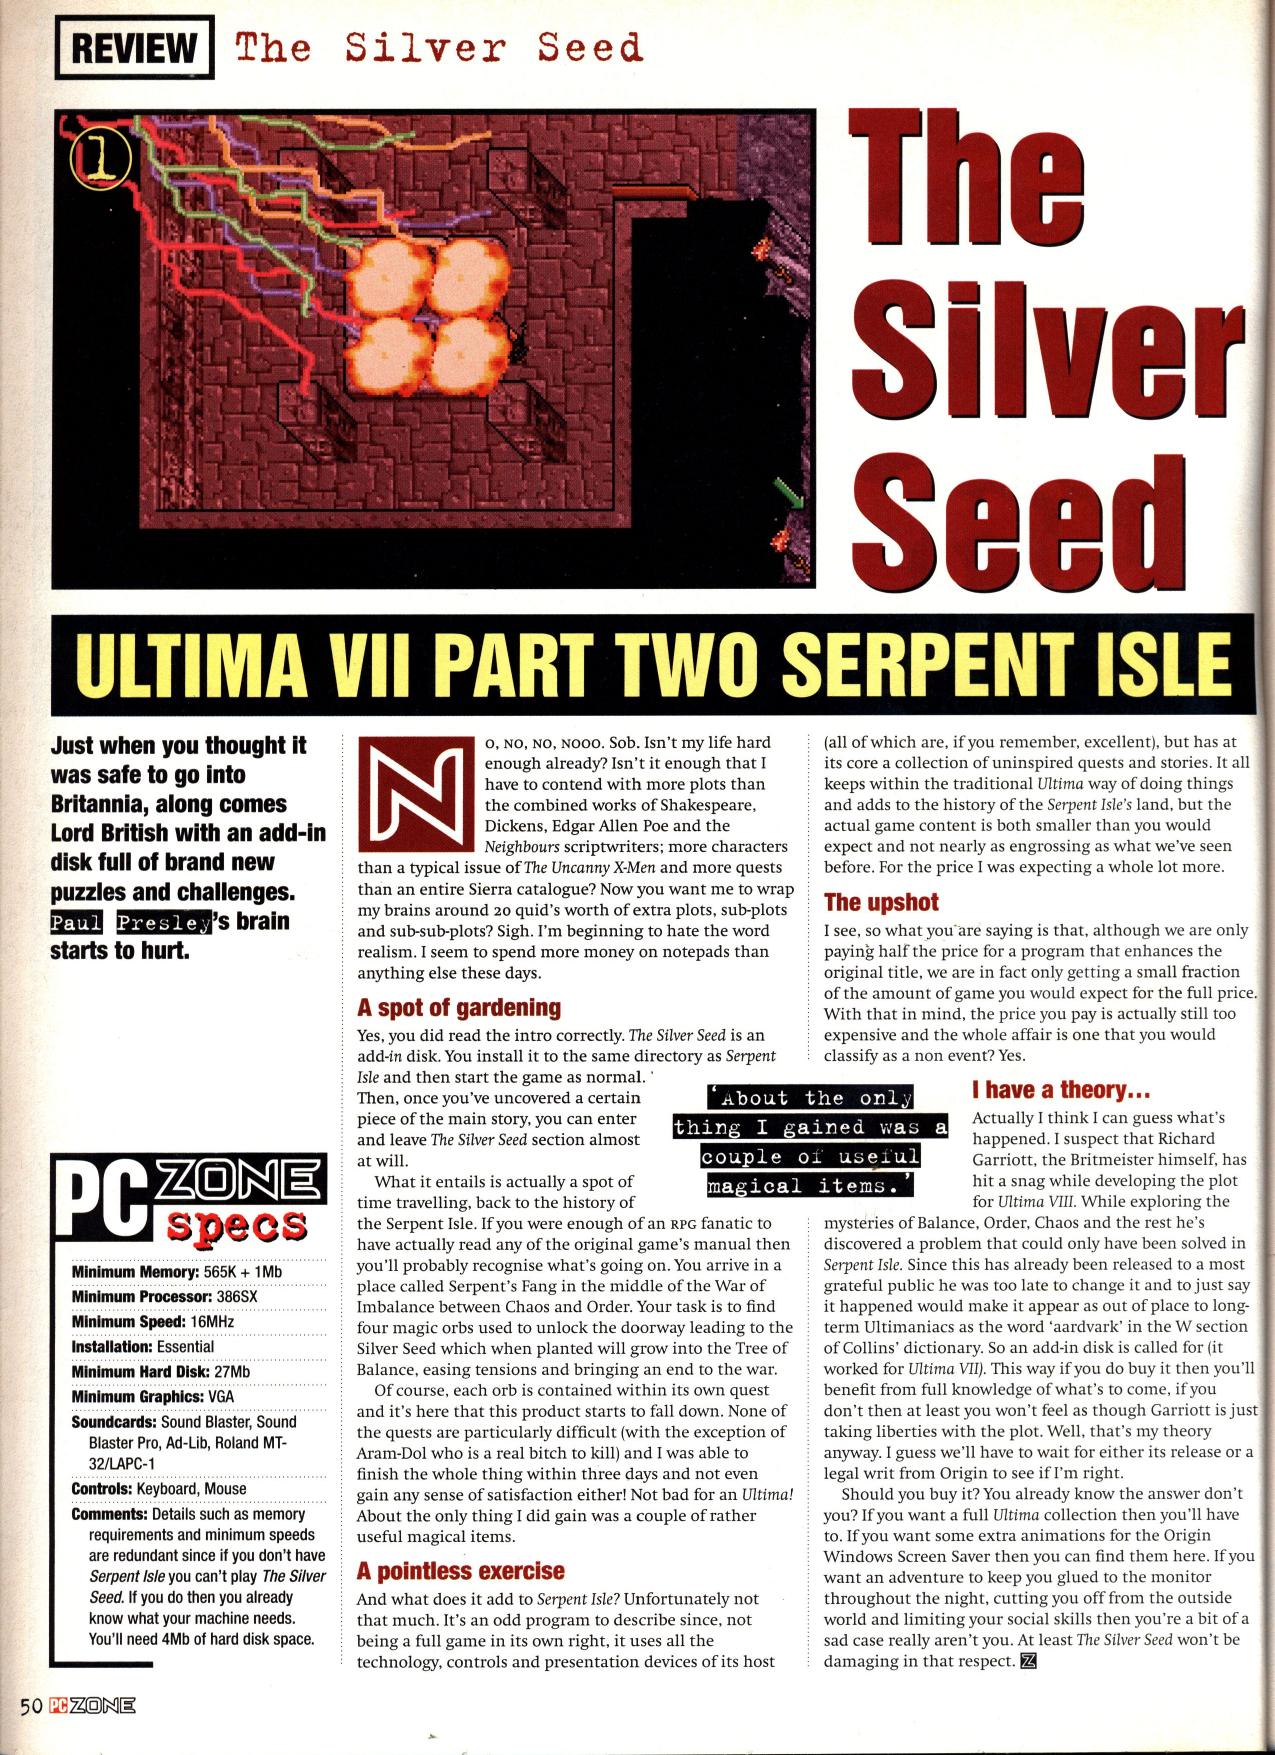 REVIEW The Silver Seed
1
The
Silver
Seed
ULTIMA VII PART TWO SERPENT ISLE
Just when you thought it
was safe to go into
Britannia, along comes
Lord British with an add-in
disk full of brand new
puzzles and challenges.
Paul Presley's brain
starts to hurt.
PC ZONE
specs
Minimum Memory: 565K + 1Mb
Minimum Processor: 386SX
Minimum Speed: 16MHz
Installation: Essential
Minimum Hard Disk: 27Mb
Minimum Graphics: VGA
Soundcards: Sound Blaster, Sound
Blaster Pro, Ad-Lib, Roland MT-
32/LAPC-1
Controls: Keyboard, Mouse
Comments: Details such as memory
requirements and minimum speeds
are redundant since if you don't have
Serpent Isle you can't play The Silver
Seed. If you do then you already
know what your machine needs.
You'll need 4Mb of hard disk space.
NO, NO, NO, NOOO. Sob. Isn't my life hard
enough already? Isn't it enough that I
have to contend with more plots than
the combined works of Shakespeare,
Dickens, Edgar Allen Poe and the
Neighbours scriptwriters; more characters
than a typical issue of The Uncanny X-Men and more quests
than an entire Sierra catalogue? Now you want me to wrap
my brains around 20 quid's worth of extra plots, sub-plots
and sub-sub-plots? Sigh. I'm beginning to hate the word
realism. I seem to spend more money on notepads than
anything else these days.
A spot of gardening
Yes, you did read the intro correctly. The Silver Seed is an
add-in disk. You install it to the same directory as Serpent
Isle and then start the game as normal.
Then, once you've uncovered a certain
piece of the main story, you can enter
and leave The Silver Seed section almost
at will.
What it entails is actually a spot of
time travelling, back to the history of
the Serpent Isle. If you were enough of an RPG fanatic to
have actually read any of the original game's manual then
you'll probably recognise what's going on. You arrive in a
place called Serpent's Fang in the middle of the War of
Imbalance between Chaos and Order. Your task is to find
four magic orbs used to unlock the doorway leading to the
Silver Seed which when planted will grow into the Tree of
Balance, easing tensions and bringing an end to the war.
Of course, each orb is contained within its own quest
and it's here that this product starts to fall down. None of
the quests are particularly difficult (with the exception of
Aram-Dol who is a real bitch to kill) and I was able to
finish the whole thing within three days and not even
gain any sense of satisfaction either! Not bad for an Ultima!
About the only thing I did gain was a couple of rather
useful magical items.
A pointless exercise
And what does it add to Serpent Isle? Unfortunately not
that much. It's an odd program to describe since, not
being a full game in its own right, it uses all the
technology, controls and presentation devices of its host
(all of which are, if you remember, excellent), but has at
its core a collection of uninspired quests and stories. It all
keeps within the traditional Ultima way of doing things
and adds to the history of the Serpent Isle's land, but the
actual game content is both smaller than you would
expect and not nearly as engrossing as what we've seen
before. For the price I was expecting a whole lot more.
The upshot
I see, so what you are saying is that, although we are only
paying half the price for a program that enhances the
original title, we are in fact only getting a small fraction
of the amount of game you would expect for the full price.
With that in mind, the price you pay is actually still too
expensive and the whole affair is one that you would
classify as a non event? Yes.
'About the only
thing I gained was a
couple of useful
magical items.'
I have a theory...
Actually I think I can guess what's
happened. I suspect that Richard
Garriott, the Britmeister himself, has
hit a snag while developing the plot
for Ultima VIII. While exploring the
mysteries of Balance, Order, Chaos and the rest he's
discovered a problem that could only have been solved in
Serpent Isle. Since this has already been released to a most
grateful public he was too late to change it and to just say
it happened would make it appear as out of place to long-
term Ultimaniacs as the word 'aardvark' in the W section
of Collins' dictionary. So an add-in disk is called for (it
worked for Ultima VII). This way if you do buy it then you'll
benefit from full knowledge of what's to come, if you
don't then at least you won't feel as though Garriott is just
taking liberties with the plot. Well, that's my theory
anyway. I guess we'll have to wait for either its release or a
legal writ from Origin to see if I'm right.
Should you buy it? You already know the answer don't
you? If you want a full Ultima collection then you'll have
to. If you want some extra animations for the Origin
Windows Screen Saver then you can find them here. If you
want an adventure to keep you glued to the monitor
throughout the night, cutting you off from the outside
world and limiting your social skills then you're a bit of a
sad case really aren't you. At least The Silver Seed won't be
damaging in that respect. Z
50 PC ZONE